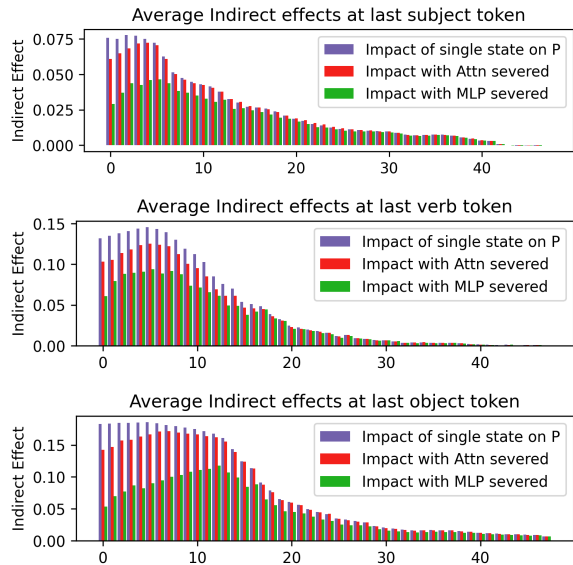 Average Indirect effects at last subject token
Indirect Effect
0.075
0.050
0.025
0.000
Impact of single state on P
Impact with Attn severed
Impact with MLP severed
0 10 20 30 40
Average Indirect effects at last verb token
Indirect Effect
0.15
0.10
0.05
0.00
Impact of single state on P
Impact with Attn severed
Impact with MLP severed
0 10 20 30 40
Average Indirect effects at last object token
Indirect Effect
0.15
0.10
0.05
0.00
Impact of single state on P
Impact with Attn severed
Impact with MLP severed
0 10 20 30 40